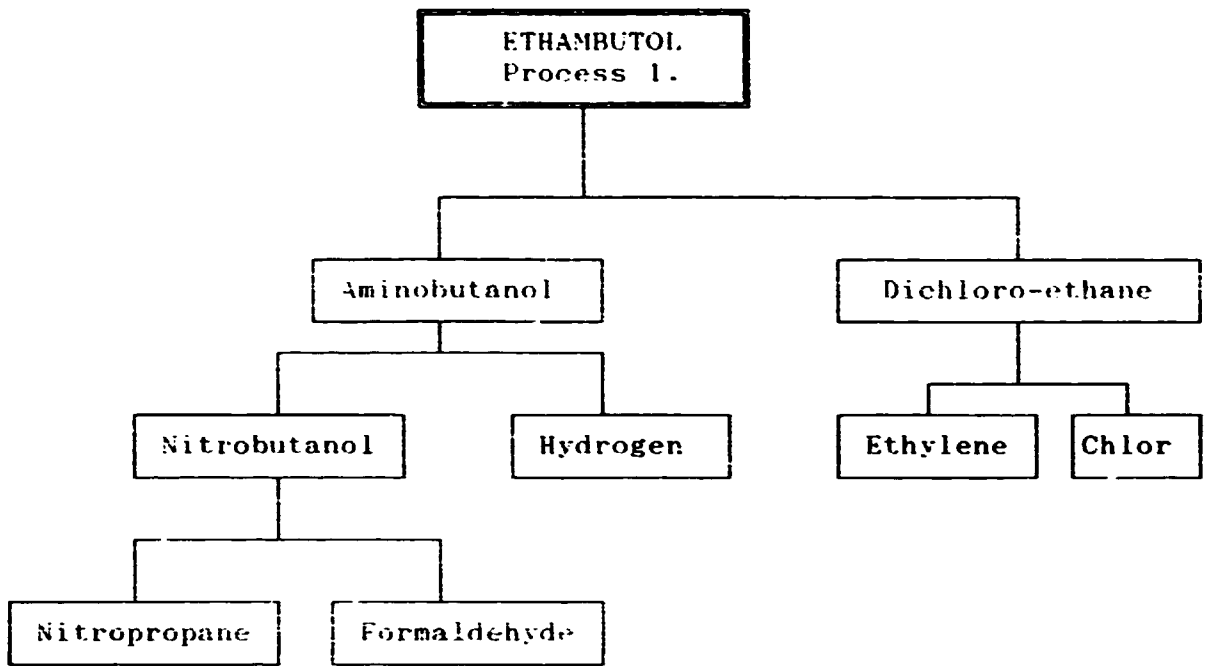 ETHAMBUTOL
Process 1.
Aminobutanol
Dichloro-ethane
Nitrobutanol
Hydrogen
Ethylene
Chlor
Nitropropane
Formaldehyde